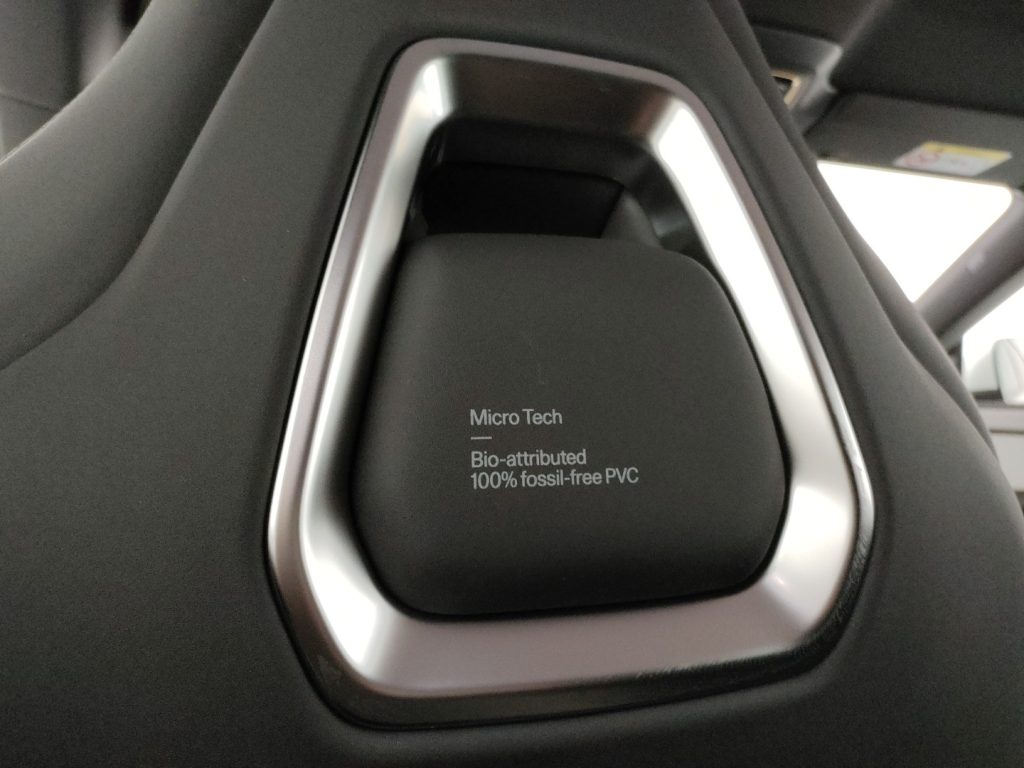 Micro Tech
Bio-attributed
100% fossil-free PVC